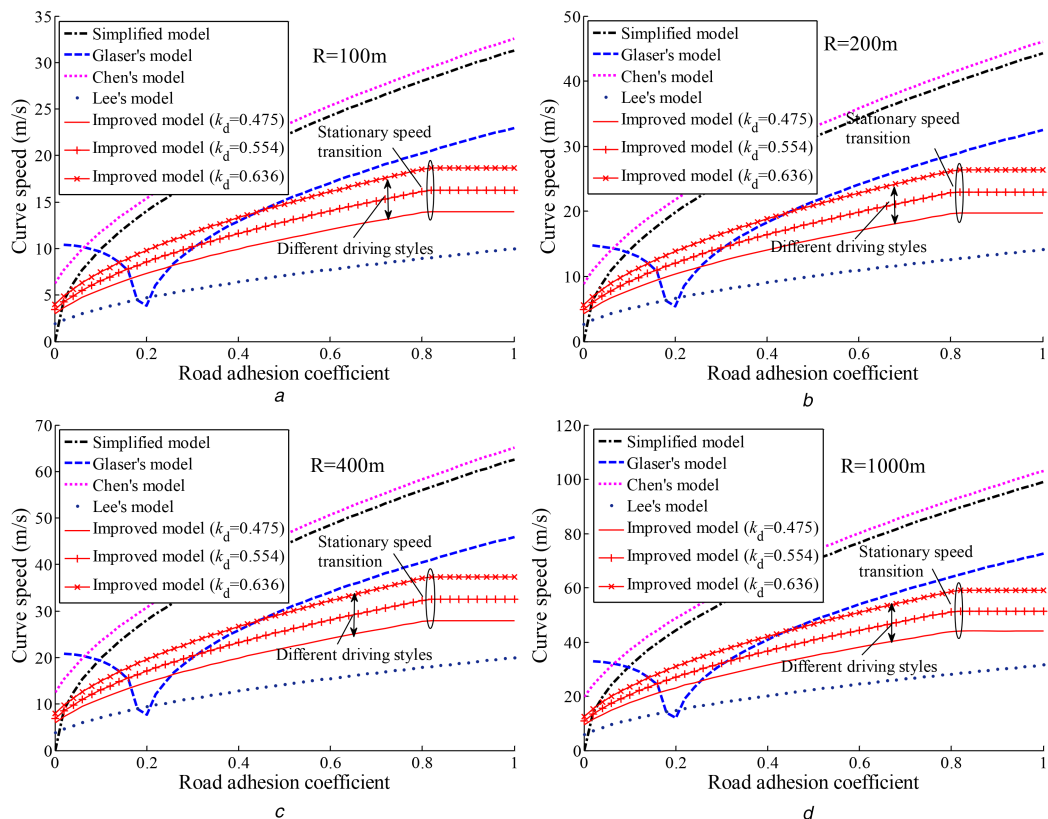 35
30
25
20
15
10
5
0
Curve speed (m/s)
Simplified model
Glaser's model
Chen's model
Lee's model
Improved model (kd=0.475)
Improved model (kd=0.554)
Improved model (kd=0.636)
R=100m
Stationary speed
transition
Different driving styles
0 0.2 0.4 0.6 0.8 1
Road adhesion coefficient
a
50
40
30
20
10
0
Curve speed (m/s)
Simplified model
Glaser's model
Chen's model
Lee's model
Improved model (kd=0.475)
Improved model (kd=0.554)
Improved model (kd=0.636)
R=200m
Stationary speed
transition
Different driving styles
0 0.2 0.4 0.6 0.8 1
Road adhesion coefficient
b
70
60
50
40
30
20
10
0
Curve speed (m/s)
Simplified model
Glaser's model
Chen's model
Lee's model
Improved model (kd=0.475)
Improved model (kd=0.554)
Improved model (kd=0.636)
R=400m
Stationary speed
transition
Different driving styles
0 0.2 0.4 0.6 0.8 1
Road adhesion coefficient
c
120
100
80
60
40
20
0
Curve speed (m/s)
Simplified model
Glaser's model
Chen's model
Lee's model
Improved model (kd=0.475)
Improved model (kd=0.554)
Improved model (kd=0.636)
R=1000m
Stationary speed
transition
Different driving styles
0 0.2 0.4 0.6 0.8 1
Road adhesion coefficient
d